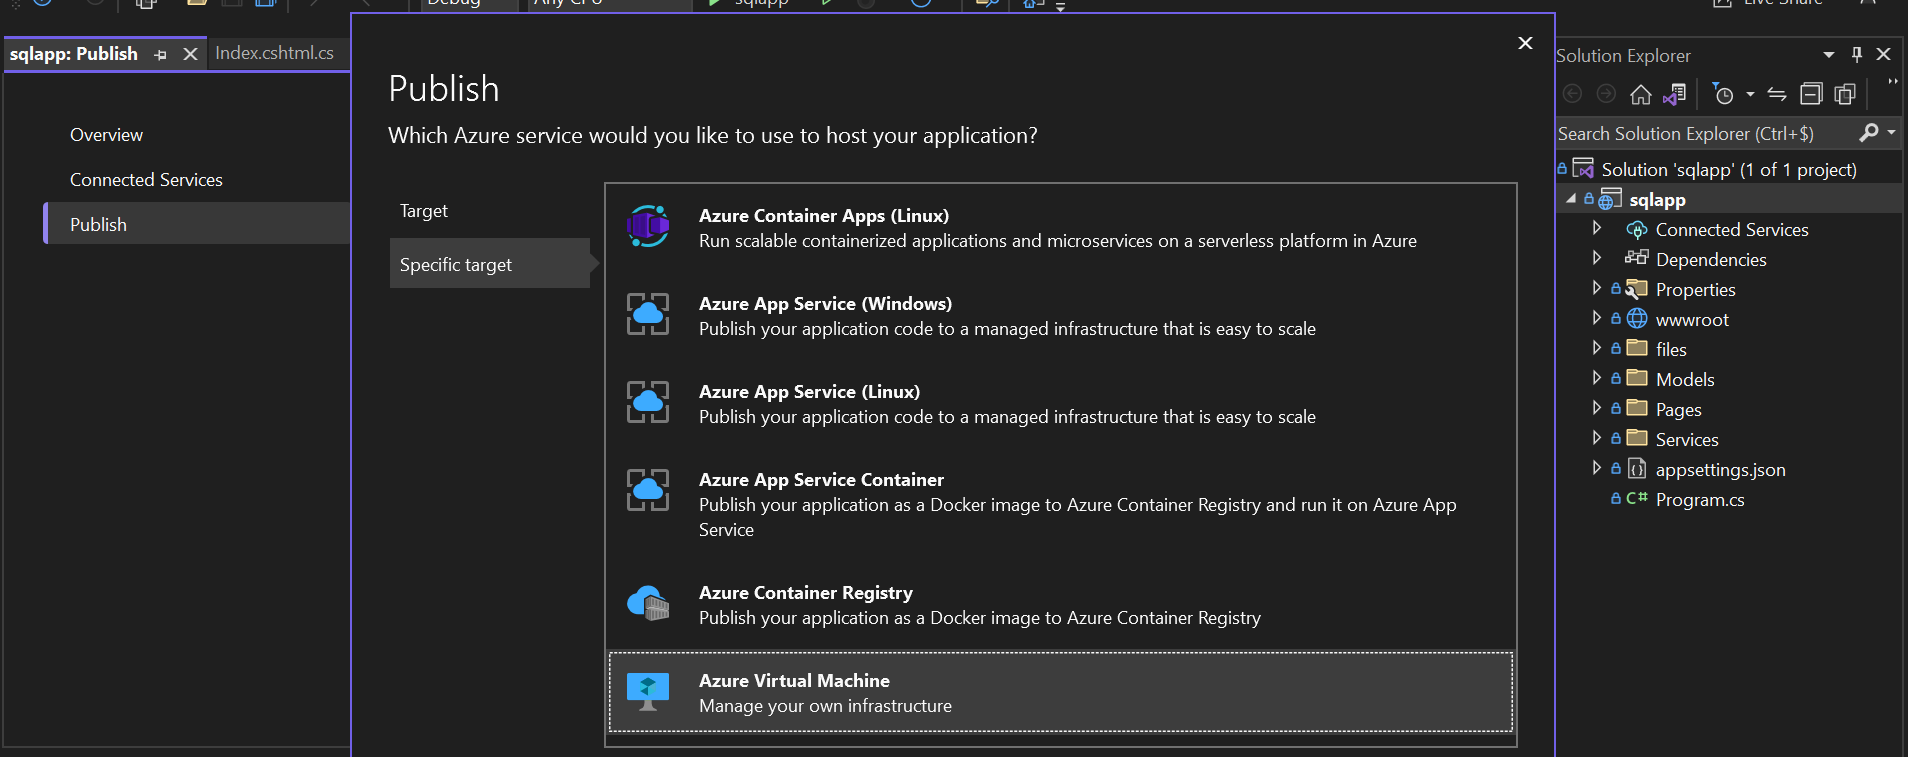 Debug
Any CPU
sqlapp
Live Share
sqlapp: Publish
Index.cshtml.cs
Overview
Connected Services
Publish
Publish
Which Azure service would you like to use to host your application?
Target
Specific target
Azure Container Apps (Linux)
Run scalable containerized applications and microservices on a serverless platform in Azure
Azure App Service (Windows)
Publish your application code to a managed infrastructure that is easy to scale
Azure App Service (Linux)
Publish your application code to a managed infrastructure that is easy to scale
Azure App Service Container
Publish your application as a Docker image to Azure Container Registry and run it on Azure App
Service
Azure Container Registry
Publish your application as a Docker image to Azure Container Registry
Azure Virtual Machine
Manage your own infrastructure
Solution Explorer
Search Solution Explorer (Ctrl+$)
Solution 'sqlapp' (1 of 1 project)
sqlapp
Connected Services
Dependencies
Properties
wwwroot
files
Models
Pages
Services
appsettings.json
C# Program.cs